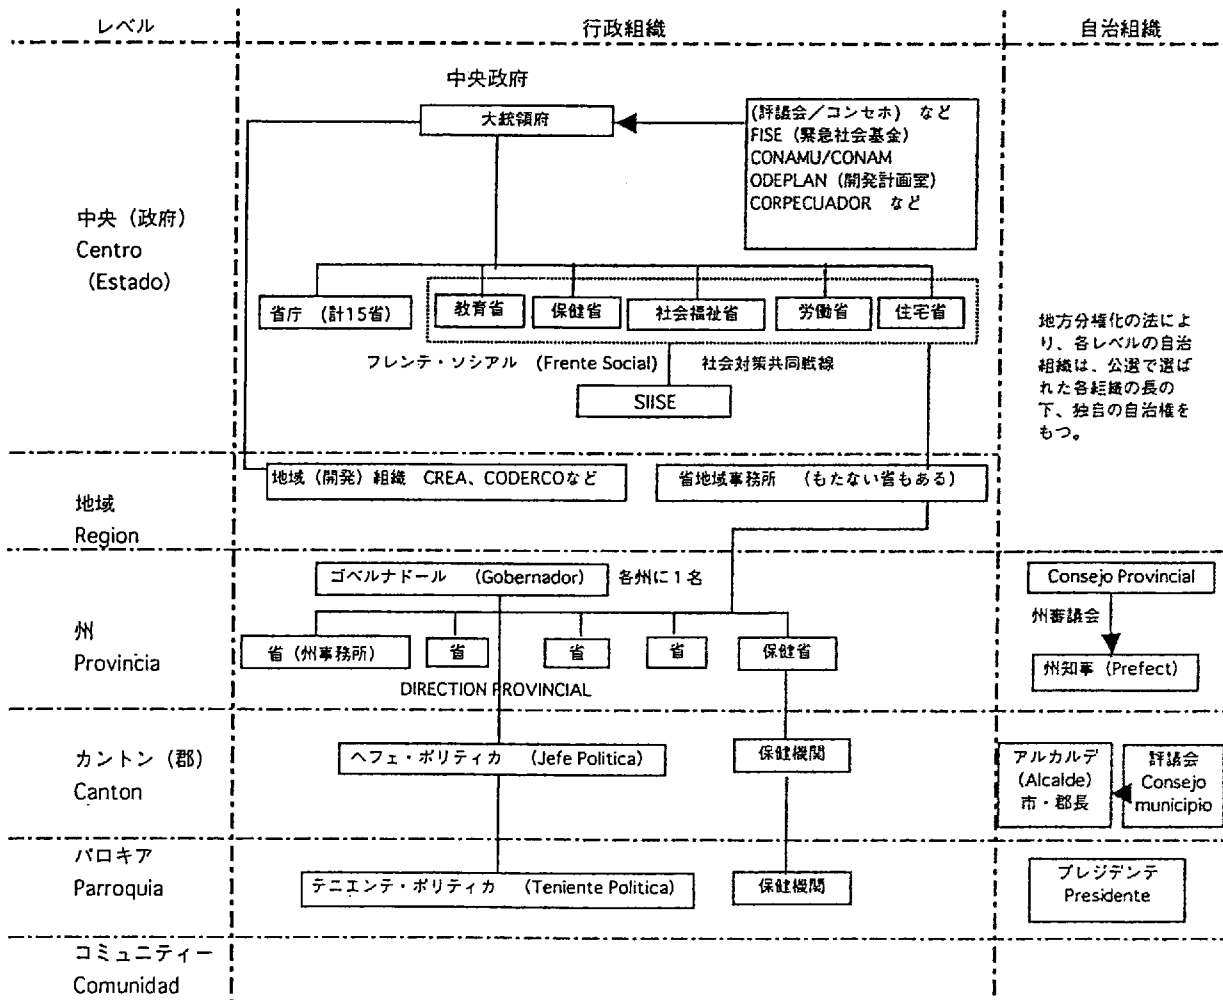 レベル
行政組織
自治組織
中央政府
大統領府
(評議会/コンセホ) など
FISE (緊急社会基金)
CONAMU/CONAM
ODEPLAN (開発計画室)
CORPECUADOR など
中央 (政府)
Centro
(Estado)
省庁 (計15省)
教育省
保健省
社会福祉省
労働省
住宅省
フレンテ・ソシアル (Frente Social) 社会対策共同戦線
SIISE
地方分権化の法によ
り、各レベルの自治
組織は、公選で選ば
れた各組織の長の
下、独自の自治権を
もつ。
地域 (開発) 組織 CREA、CODERCOなど
省地域事務所 (もたない省もある)
地域
Region
ゴベルナドール (Gobernador) 各州に1名
Consejo Provincial
州審議会
州
Provincia
省 (州事務所)
省
省
省
保健省
州知事 (Prefect)
DIRECTION PROVINCIAL
カントン (郡)
Canton
ヘフェ・ポリティカ (Jefe Politica)
保健機関
アルカルデ
(Alcalde)
市・郡長
評議会
Consejo
municipio
パロキア
Parroquia
テニエンテ・ポリティカ (Teniente Politica)
保健機関
プレジデンテ
Presidente
コミュニティー
Comunidad